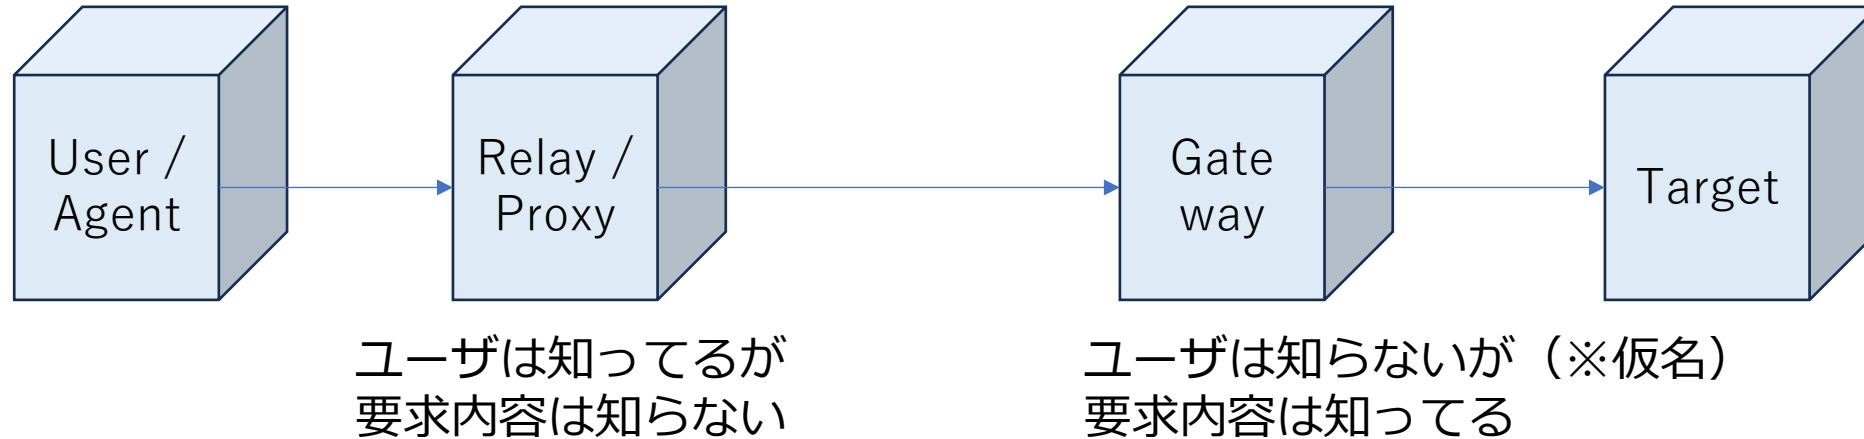 User /
Agent
Relay /
Proxy
Gate
way
Target
ユーザは知ってるが
要求内容は知らない
ユーザは知らないが（※仮名）
要求内容は知ってる